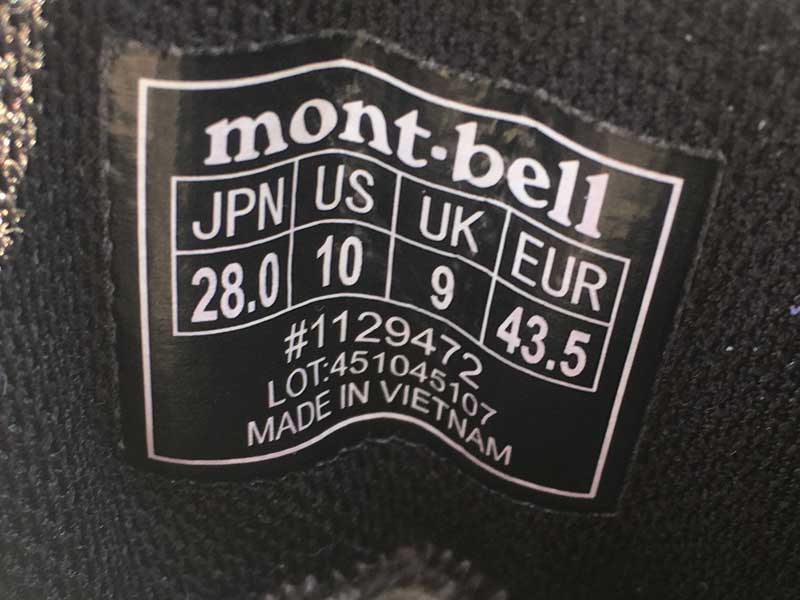 mont-bell
JPN US UK EUR
28.0 10 9 43.5
#1129472
LOT:451045107
MADE IN VIETNAM